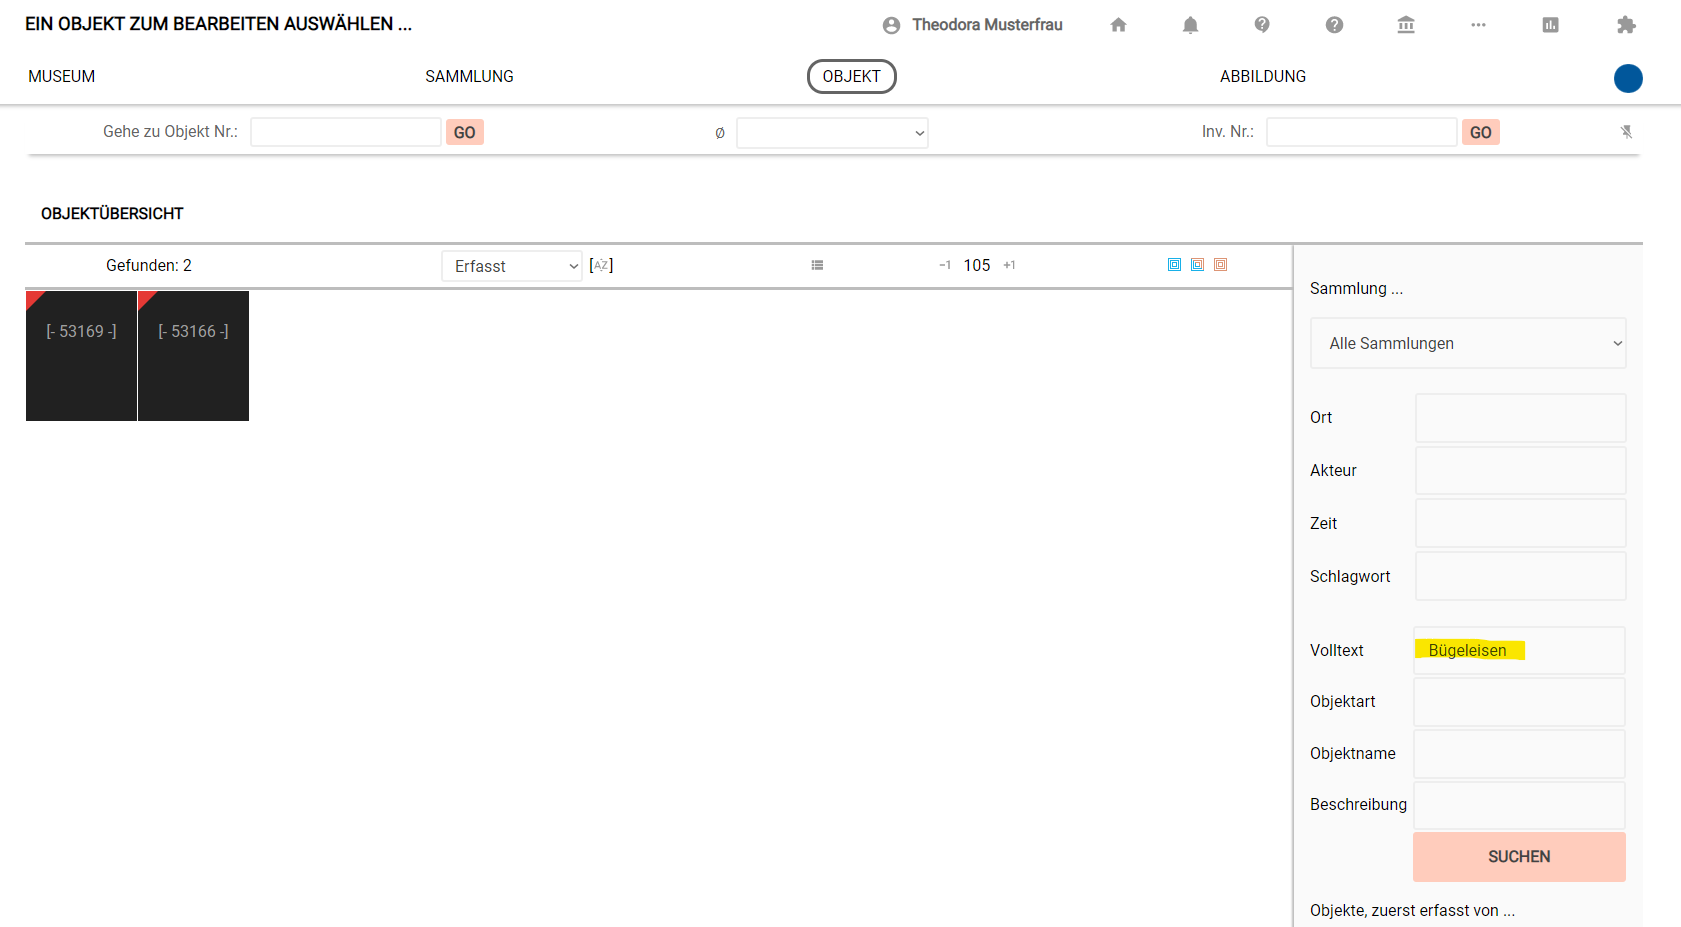 EIN OBJEKT ZUM BEARBEITEN AUSWÄHLEN ...
Theodora Musterfrau
MUSEUM
SAMMLUNG
OBJEKT
ABBILDUNG
Gehe zu Objekt Nr.:
GO
Ø
Inv. Nr.:
GO
OBJEKTÜBERSICHT
Gefunden: 2
Erfasst
[AZ]
-1 105 +1
[- 53169 -]
[- 53166 -]
Sammlung ...
Alle Sammlungen
Ort
Akteur
Zeit
Schlagwort
Volltext
Bügeleisen
Objektart
Objektname
Beschreibung
SUCHEN
Objekte, zuerst erfasst von ...